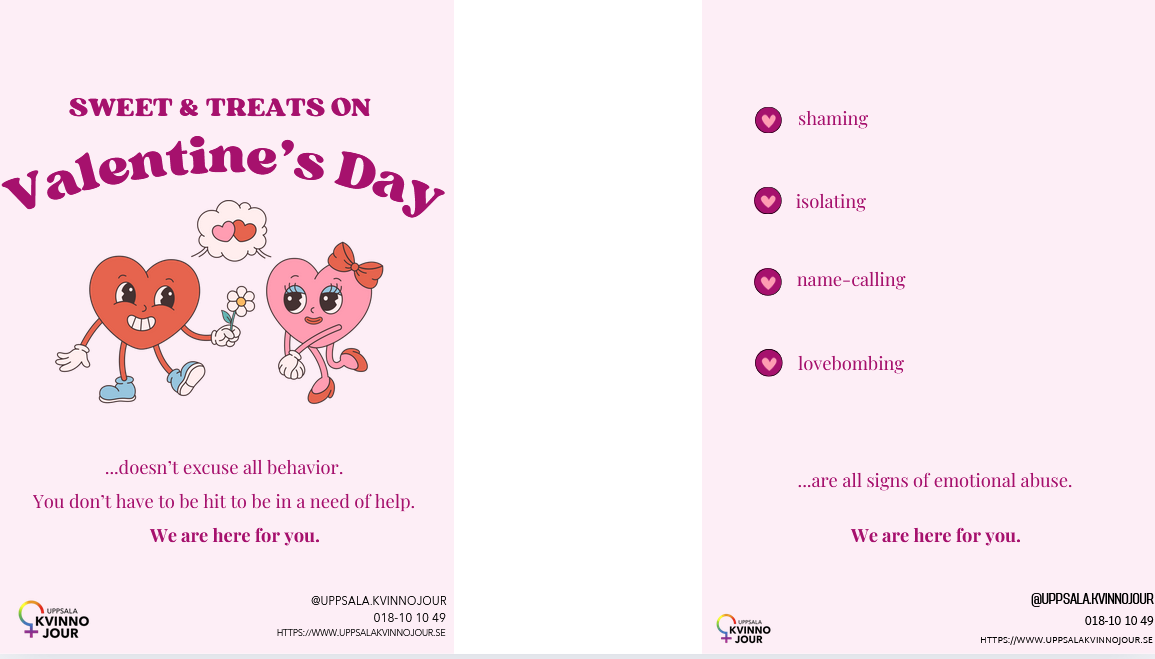 SWEET & TREATS ON
Valentine's Day
...doesn't excuse all behavior.
You don't have to be hit to be in a need of help.
We are here for you.
UPPSALA
KVINNO
JOUR
@UPPSALA.KVINNOJOUR
018-10 10 49
HTTPS://WWW.UPPSALAKVINNOJOUR.SE
shaming
isolating
name-calling
lovebombing
...are all signs of emotional abuse.
We are here for you.
UPPSALA
KVINNO
JOUR
@UPPSALA.KVINNOJOUR
018-10 10 49
HTTPS://WWW.UPPSALAKVINNOJOUR.SE